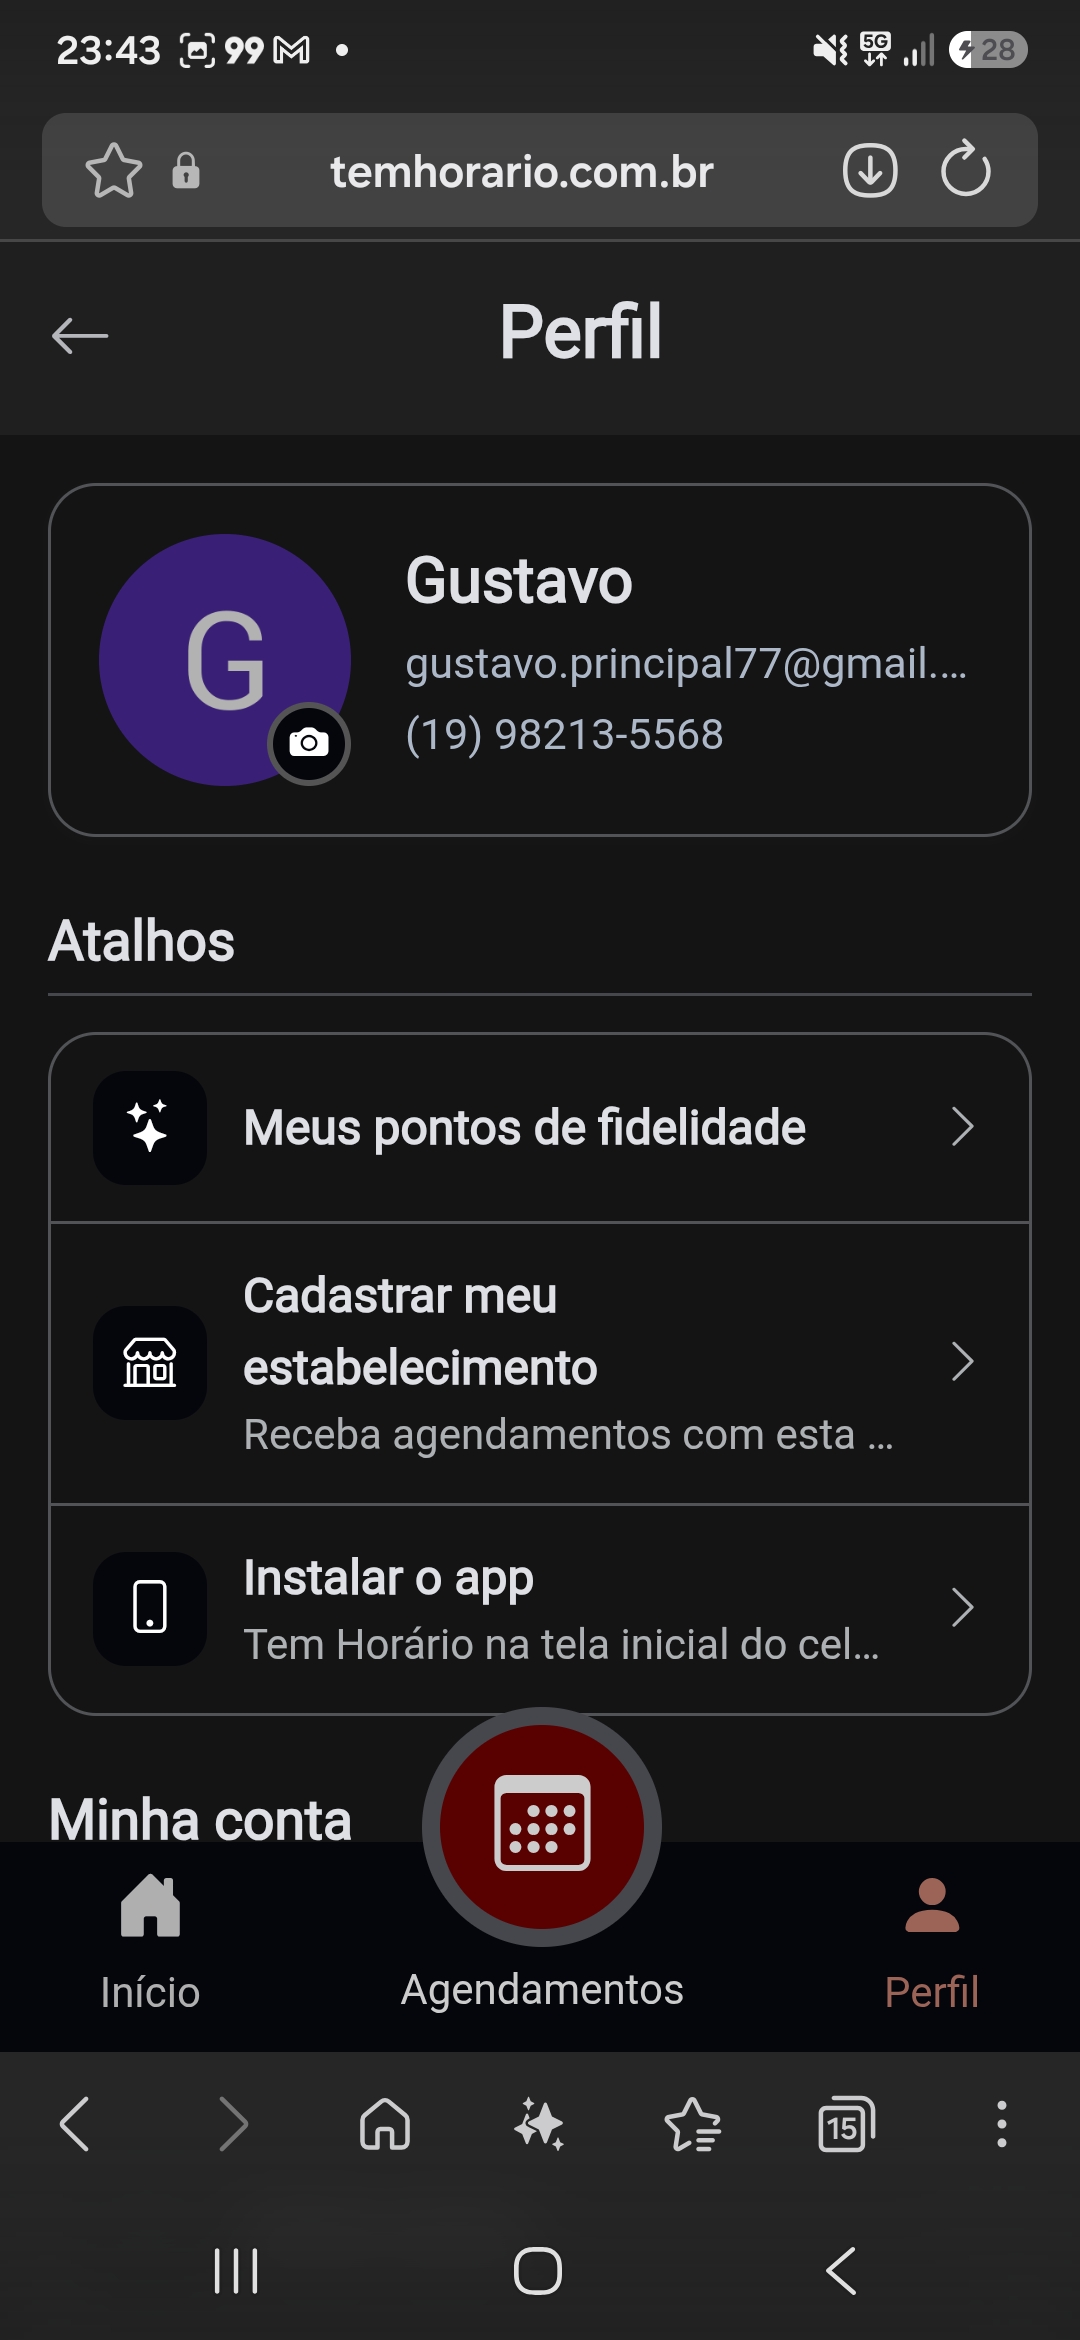 23:43 99
5G 28
temhorario.com.br
Perfil
G
Gustavo
gustavo.principal77@gmail....
(19) 98213-5568
Atalhos
Meus pontos de fidelidade
Cadastrar meu
estabelecimento
Receba agendamentos com esta ...
Instalar o app
Tem Horário na tela inicial do cel...
Minha conta
Início
Agendamentos
Perfil
15